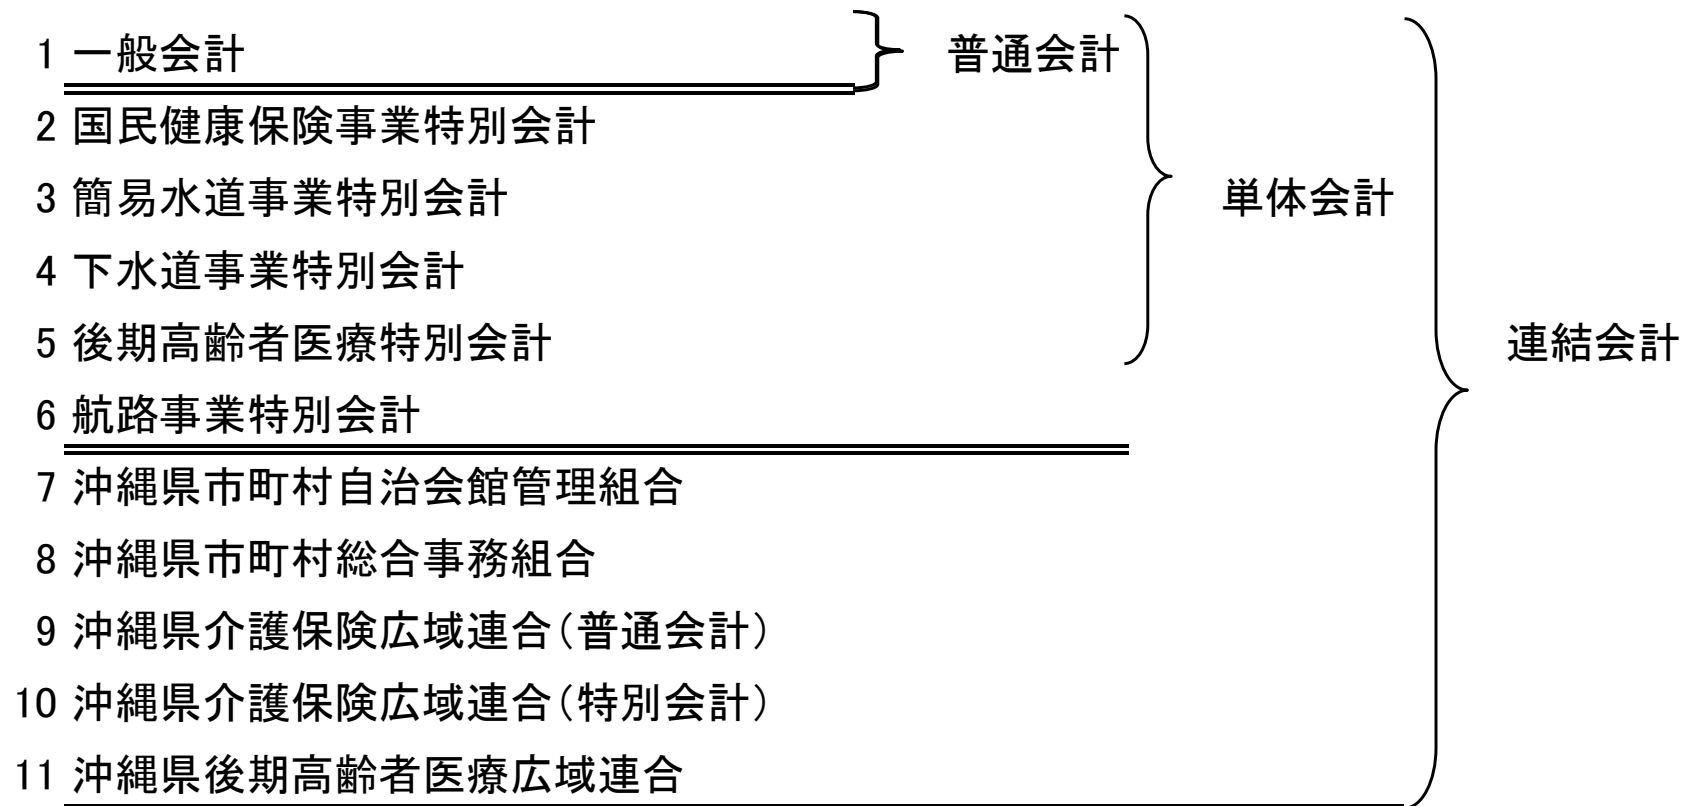 1 一般会計 普通会計
2 国民健康保険事業特別会計
3 簡易水道事業特別会計 単体会計
4 下水道事業特別会計
5 後期高齢者医療特別会計 連結会計
6 航路事業特別会計
7 沖縄県市町村自治会館管理組合
8 沖縄県市町村総合事務組合
9 沖縄県介護保険広域連合(普通会計)
10 沖縄県介護保険広域連合(特別会計)
11 沖縄県後期高齢者医療広域連合